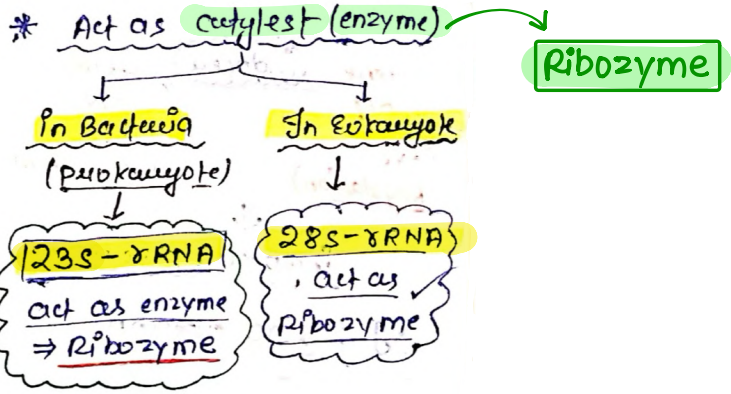 * Act as catylest (enzyme)
Ribozyme
in Bacteria
In Eukaryote
(prokaryote)
23S-rRNA
act as enzyme
⇒ Ribozyme
28S-rRNA
act as
Ribozyme